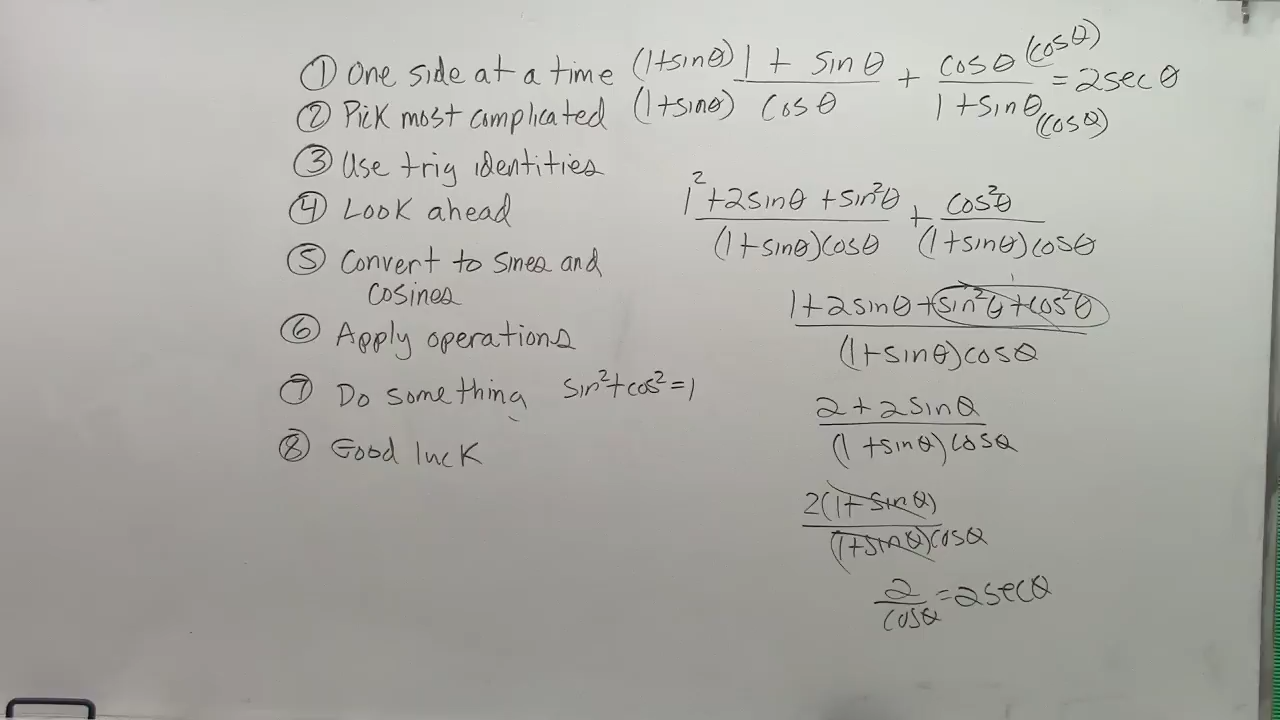 ① One side at a time
② Pick most complicated
③ Use trig identities
④ Look ahead
⑤ Convert to sines and
cosines
⑥ Apply operations
⑦ Do something sin²+cos²=1
⑧ Good luck
(1+sinθ) 1 + sinθ + cosθ (cosθ) = 2secθ
(1+sinθ) cosθ 1+sinθ (cosθ)
1²+2sinθ+sin²θ + cos²θ
(1+sinθ)cosθ (1+sinθ)cosθ
1
1+2sinθ+sin²θ+cos²θ
(1+sinθ)cosθ
2+2sinθ
(1+sinθ)cosθ
2(1+sinθ)
(1+sinθ)cosθ
2 =2secθ
cosθ